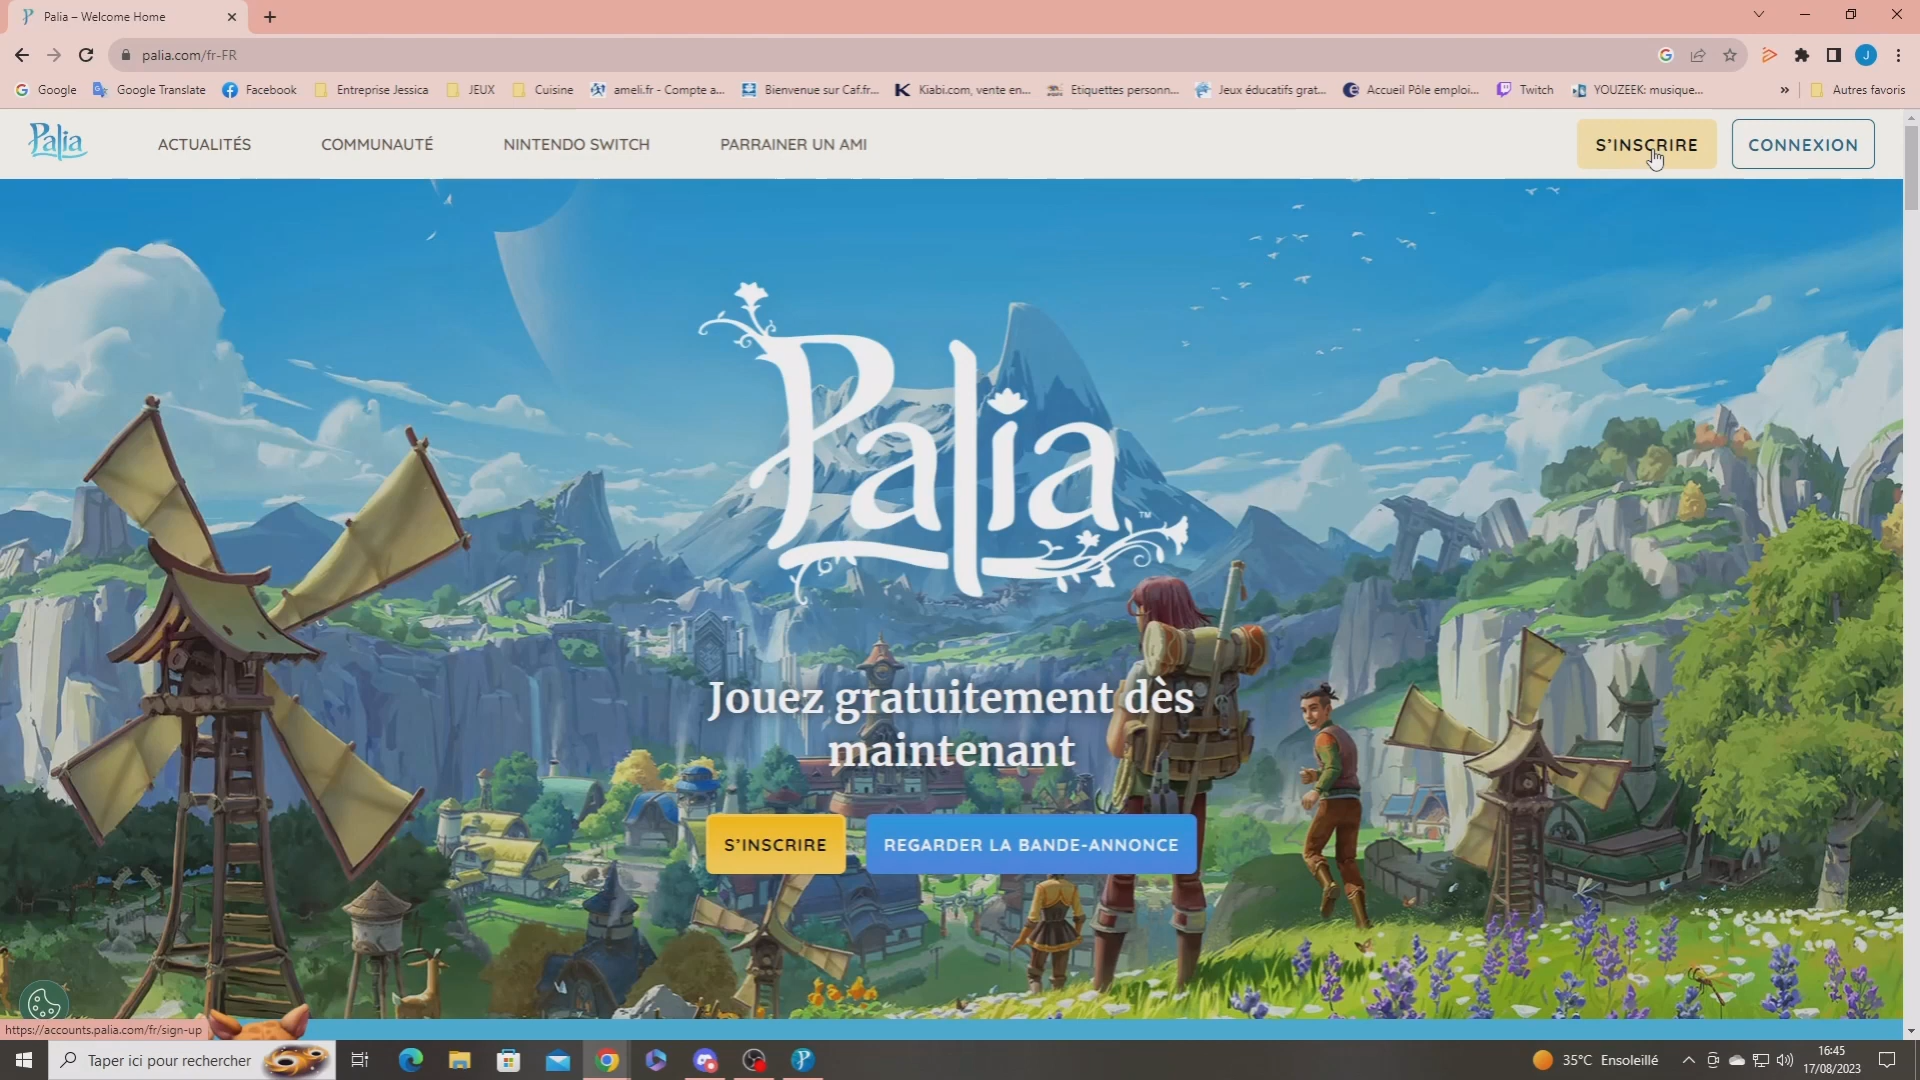 Palia – Welcome Home
palia.com/fr-FR
J
Google
Google Translate
Facebook
Entreprise Jessica
JEUX
Cuisine
ameli.fr - Compte a...
Bienvenue sur Caf.fr...
Kiabi.com, vente en...
Etiquettes personn...
Jeux éducatifs grat...
Accueil Pôle emploi...
Twitch
YOUZEEK: musique...
»
Autres favoris
Palia
ACTUALITÉS
COMMUNAUTÉ
NINTENDO SWITCH
PARRAINER UN AMI
S'INSCRIRE
CONNEXION
Palia™
Jouez gratuitement dès
maintenant
S'INSCRIRE
REGARDER LA BANDE-ANNONCE
https://accounts.palia.com/fr/sign-up
Taper ici pour rechercher
35°C Ensoleillé
16:45
17/08/2023